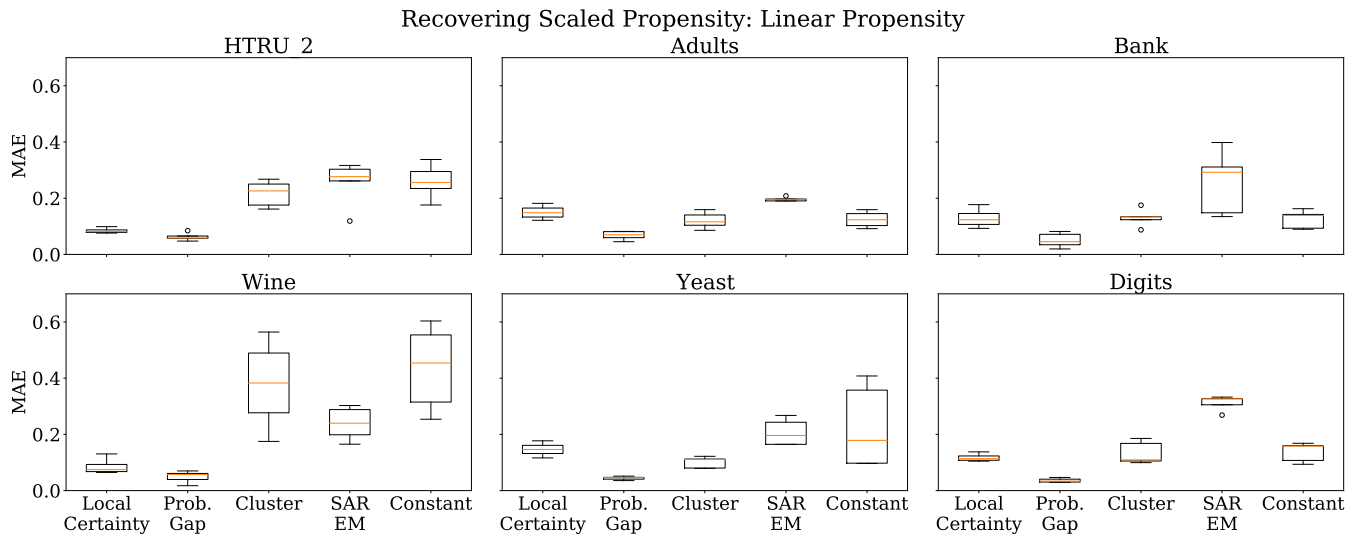 Recovering Scaled Propensity: Linear Propensity
HTRU_2
Adults
Bank
MAE
0.6
0.4
0.2
0.0
Wine
Yeast
Digits
MAE
0.6
0.4
0.2
0.0
Local Certainty
Prob. Gap
Cluster
SAR EM
Constant
Local Certainty
Prob. Gap
Cluster
SAR EM
Constant
Local Certainty
Prob. Gap
Cluster
SAR EM
Constant